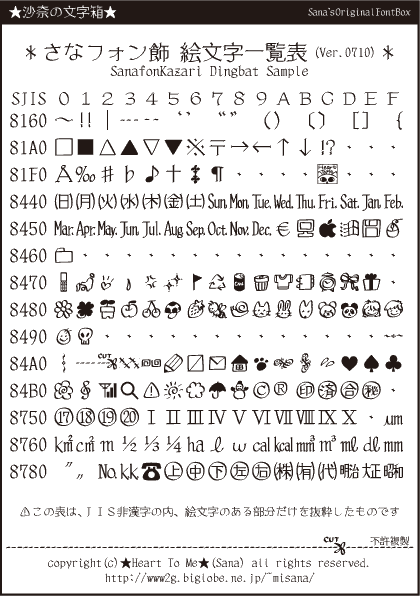 ★沙奈の文字箱★ Sana'sOriginalFontBox
*さなフォン飾 絵文字一覧表 (Ver.0710)*
SanafonKazari Dingbat Sample
SJIS 0 1 2 3 4 5 6 7 8 9 A B C D E F
8160 〜 ‖ | … ‥ ‘ ’ “ ” ( ) 〔 〕 [ ] {
81A0 □ ■ △ ▲ ▽ ▼ ※ 〒 → ← ↑ ↓ !?
81F0 Å ‰ ♯ ♭ ♪ † ‡ ¶
8440 (日) (月) (火) (水) (木) (金) (土) Sun. Mon. Tue. Wed. Thu. Fri. Sat. Jan. Feb.
8450 Mar. Apr. May. Jun. Jul. Aug. Sep. Oct. Nov. Dec. €
8460
8470
8480
8490
84A0 CUT ♥ ♠ ♣
84B0 © ® 印 済 合 秘
8750 ⑰ ⑱ ⑲ ⑳ Ⅰ Ⅱ Ⅲ Ⅳ Ⅴ Ⅵ Ⅶ Ⅷ Ⅸ Ⅹ ・ μm
8760 km² cm² m ½ ⅓ ¼ ha ℓ w cal kcal mm³ m³ mℓ dℓ mm
8780 〃 „ No. k.k. ☎ ㊤ ㊥ ㊦ ㊧ ㊨ (株) (有) (代) 明治 大正 昭和
⚠この表は、JIS非漢字の内、絵文字のある部分だけを抜粋したものです
CUT 不許複製
copyright(c)★Heart To Me★(Sana) all rights reserved.
http://www2g.biglobe.ne.jp/~misana/